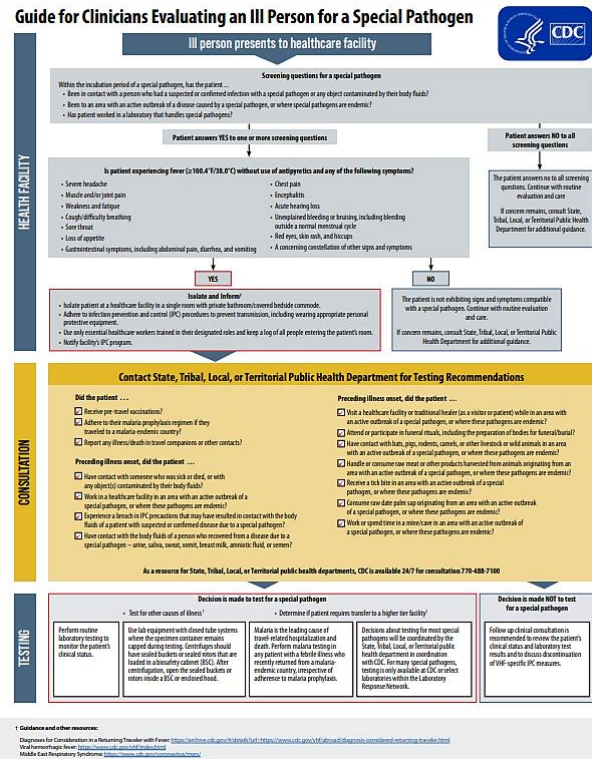 Guide for Clinicians Evaluating an Ill Person for a Special Pathogen
CDC
Ill person presents to healthcare facility
HEALTH FACILITY
Screening questions for a special pathogen
Within the incubation period of a special pathogen, has the patient ...
• Been in contact with a person who had a suspected or confirmed infection with a special pathogen or any object contaminated by their body fluids?
• Been to an area with an active outbreak of a disease caused by a special pathogen, or where special pathogens are endemic?
• Has patient worked in a laboratory that handles special pathogens?
Patient answers YES to one or more screening questions
Patient answers NO to all
screening questions
Is patient experiencing fever (≥100.4°F/38.0°C) without use of antipyretics and any of the following symptoms?
• Severe headache
• Muscle and/or joint pain
• Weakness and fatigue
• Cough/difficulty breathing
• Sore throat
• Loss of appetite
• Gastrointestinal symptoms, including abdominal pain, diarrhea, and vomiting
• Chest pain
• Encephalitis
• Acute hearing loss
• Unexplained bleeding or bruising, including bleeding
outside a normal menstrual cycle
• Red eyes, skin rash, and hiccups
• A concerning constellation of other signs and symptoms
The patient answers no to all screening
questions. Continue with routine
evaluation and care
If concern remains, consult State,
Tribal, Local, or Territorial Public Health
Department for additional guidance.
YES
NO
Isolate and Inform†
• Isolate patient at a healthcare facility in a single room with private bathroom/covered bedside commode.
• Adhere to infection prevention and control (IPC) procedures to prevent transmission, including wearing appropriate personal
protective equipment.
• Use only essential healthcare workers trained in their designated roles and keep a log of all people entering the patient's room.
• Notify facility's IPC program.
The patient is not exhibiting signs and symptoms compatible
with a special pathogen. Continue with routine evaluation
and care.
If concern remains, consult State, Tribal, Local, or Territorial Public
Health Department for additional guidance.
CONSULTATION
Contact State, Tribal, Local, or Territorial Public Health Department for Testing Recommendations
Did the patient ...
Receive pre-travel vaccinations?
Adhere to their malaria prophylaxis regimen if they
traveled to a malaria-endemic country?
Report any illness/death in travel companions or other contacts?
Preceding illness onset, did the patient ...
Have contact with someone who was sick or died, or with
any object(s) contaminated by their body fluids?
Work in a healthcare facility in an area with an active outbreak of a
special pathogen, or where these pathogens are endemic?
Experience a breach in IPC precautions that may have resulted in contact with the body
fluids of a patient with suspected or confirmed disease due to a special pathogen?
Have contact with the body fluids of a person who recovered from a disease due to a
special pathogen – urine, saliva, sweat, vomit, breast milk, amniotic fluid, or semen?
Preceding illness onset, did the patient ...
Visit a healthcare facility or traditional healer (as a visitor or patient) while in an area with
an active outbreak of a special pathogen, or where these pathogens are endemic?
Attend or participate in funeral rituals, including the preparation of bodies for funeral/burial?
Have contact with bats, pigs, rodents, camels, or other livestock or wild animals in an area
with an active outbreak of a special pathogen, or where these pathogens are endemic?
Handle or consume raw meat or other products harvested from animals originating from an
area with an active outbreak of a special pathogen, or where these pathogens are endemic?
Receive a tick bite in an area with an active outbreak of a special
pathogen, or where these pathogens are endemic?
Consume raw date palm sap originating from an area with an active outbreak
of a special pathogen, or where these pathogens are endemic?
Work or spend time in a mine/cave in an area with an active outbreak of
a special pathogen, or where these pathogens are endemic?
As a resource for State, Tribal, Local, or Territorial public health departments, CDC is available 24/7 for consultation 770-488-7100
TESTING
Decision is made to test for a special pathogen
• Test for other causes of illness†
• Determine if patient requires transfer to a higher tier facility†
Decision is made NOT to test
for a special pathogen
Perform routine
laboratory testing to
monitor the patient's
clinical status.
Use lab equipment with closed tube systems
where the specimen container remains
capped during testing. Centrifuges should
have sealed buckets or sealed rotors that are
loaded in a biosafety cabinet (BSC). After
centrifugation, open the sealed buckets or
rotors inside a BSC or enclosed hood.
Malaria is the leading cause of
travel-related hospitalization and
death. Perform malaria testing in
any patient with a febrile illness who
recently returned from a malaria-
endemic country, irrespective of
adherence to malaria prophylaxis.
Decisions about testing for most special
pathogens will be coordinated by the
State, Tribal, Local, or Territorial public
health department in coordination
with CDC. For many special pathogens,
testing is only available at CDC or select
laboratories within the Laboratory
Response Network.
Follow up clinical consultation is
recommended to review the patient's
clinical status and laboratory test
results and to discuss discontinuation
of VHF-specific IPC measures.
† Guidance and other resources:
Diagnoses for Consideration in a Returning Traveler with Fever: https://archive.cdc.gov/#/details?url=https://www.cdc.gov/vhf/abroad/diagnosis-considered-returning-traveler.html
Viral hemorrhagic fever: https://www.cdc.gov/vhf/index.html
Middle East Respiratory Syndrome: https://www.cdc.gov/coronavirus/mers/